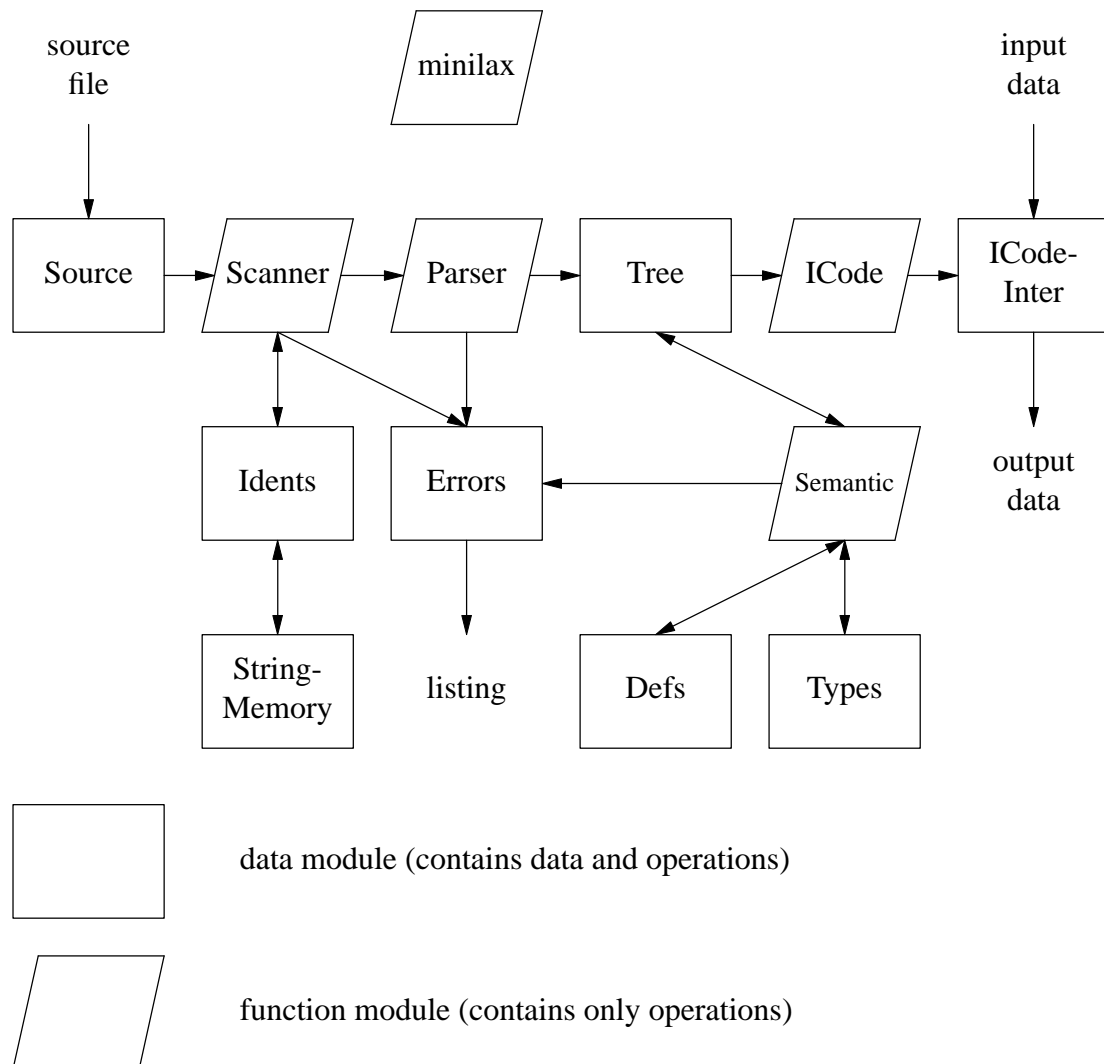 source
file
minilax
input
data
Source
Scanner
Parser
Tree
ICode
ICode-
Inter
Idents
Errors
Semantic
output
data
String-
Memory
listing
Defs
Types
data module (contains data and operations)
function module (contains only operations)